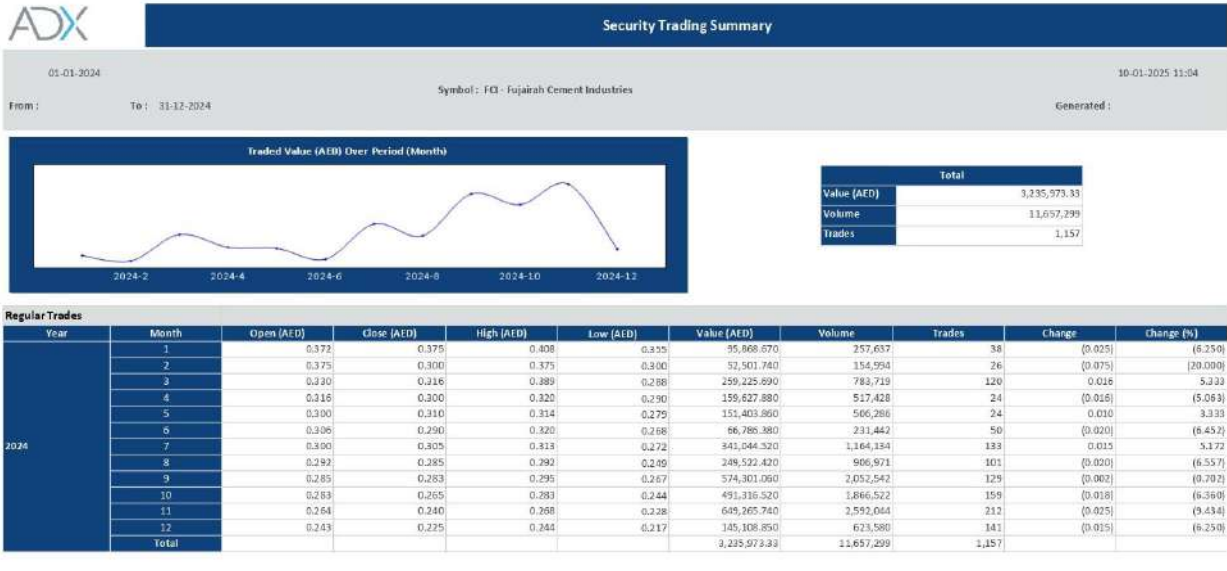 ADX
Security Trading Summary
01-01-2024
10-01-2025 11:04
Symbol : FCI - Fujairah Cement Industries
From :
To : 31-12-2024
Generated :
Traded Value (AED) Over Period (Month)
2024-2 2024-4 2024-6 2024-8 2024-10 2024-12
Total
Value (AED) 3,235,973.33
Volume 11,657,299
Trades 1,157
Regular Trades
Year Month Open (AED) Close (AED) High (AED) Low (AED) Value (AED) Volume Trades Change Change (%)
1 0.372 0.375 0.408 0.355 95,868.670 257,637 38 (0.025) (6.250)
2 0.375 0.300 0.375 0.300 52,501.740 154,994 26 (0.075) (20.000)
3 0.330 0.316 0.389 0.288 259,225.690 783,719 120 0.016 5.333
4 0.316 0.300 0.320 0.290 159,627.880 517,428 24 (0.016) (5.063)
5 0.300 0.310 0.314 0.279 151,403.860 506,286 24 0.010 3.333
6 0.306 0.290 0.320 0.268 66,786.380 231,442 50 (0.020) (6.452)
2024 7 0.300 0.305 0.313 0.272 341,044.520 1,164,134 133 0.015 5.172
8 0.292 0.285 0.292 0.249 249,522.420 906,971 101 (0.020) (6.557)
9 0.285 0.283 0.295 0.267 574,301.060 2,052,542 129 (0.002) (0.702)
10 0.283 0.265 0.283 0.244 491,316.520 1,866,522 159 (0.018) (6.360)
11 0.264 0.240 0.268 0.228 649,265.740 2,592,044 212 (0.025) (9.434)
12 0.243 0.225 0.244 0.217 145,108.850 623,580 141 (0.015) (6.250)
Total 3,235,973.33 11,657,299 1,157